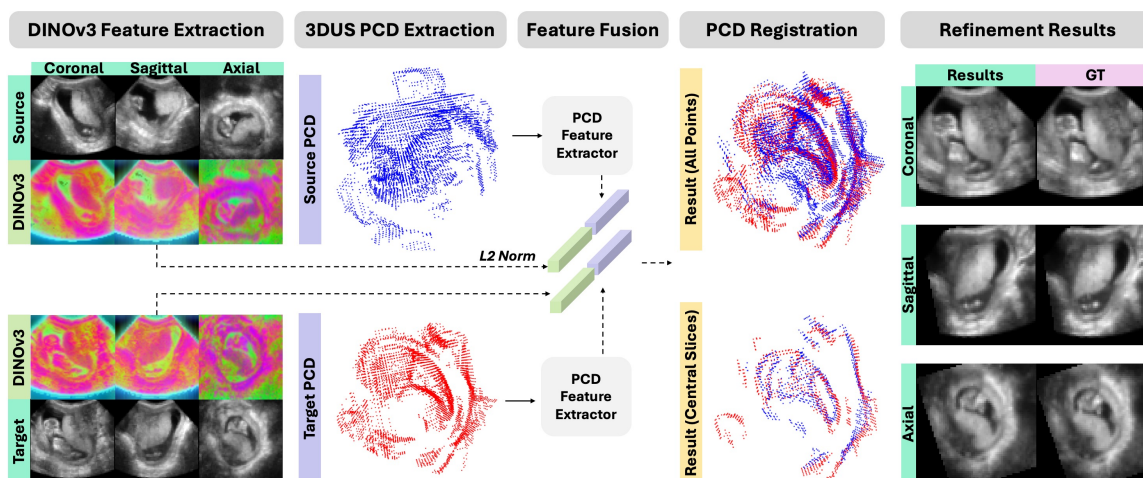 DINOv3 Feature Extraction
3DUS PCD Extraction
Feature Fusion
PCD Registration
Refinement Results
Coronal
Sagittal
Axial
Source
DINOv3
DINOv3
Target
Source PCD
Target PCD
PCD
Feature
Extractor
L2 Norm
PCD
Feature
Extractor
Result (All Points)
Result (Central Slices)
Results
GT
Coronal
Sagittal
Axial